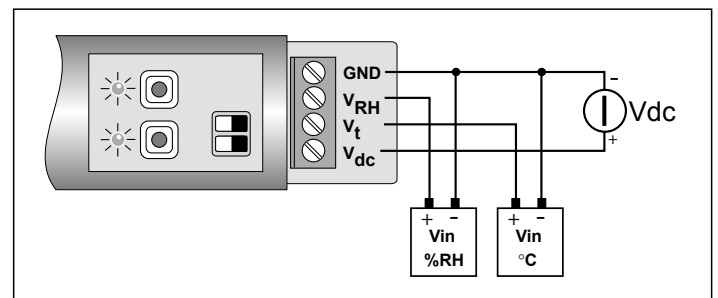 GND
VRH
Vt
Vdc
-
Vdc
+
+ -
Vin
%RH
+ -
Vin
°C